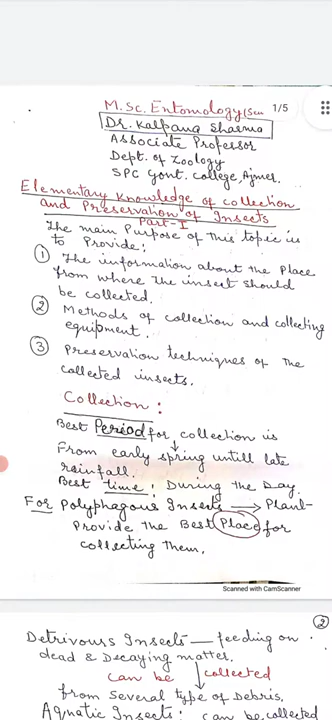 1/5
M.Sc. Entomology (Sem
Dr. Kalpana Sharma
Associate Professor
Dept. of Zoology
SPC Govt. College, Ajmer.
Elementary knowledge of collection
and Preservation of Insects
Part-I
The main Purpose of this topic is
to Provide:
① The information about the Place
from where the insect should
be collected.
② Methods of collection and collecting
equipment.
③ Preservation techniques of the
collected insects.
Collection :
Best Period for collection is
From early spring untill late
rainfall.
Best time : During the Day.
For Polyphagous Insects → Plant-
Provide the Best Place for
collecting them.
Scanned with CamScanner
②
Detrivours Insects — feeding on
dead & Decaying matter.
can be collected
from several type of Debris.
Aquatic Insects: can be collected